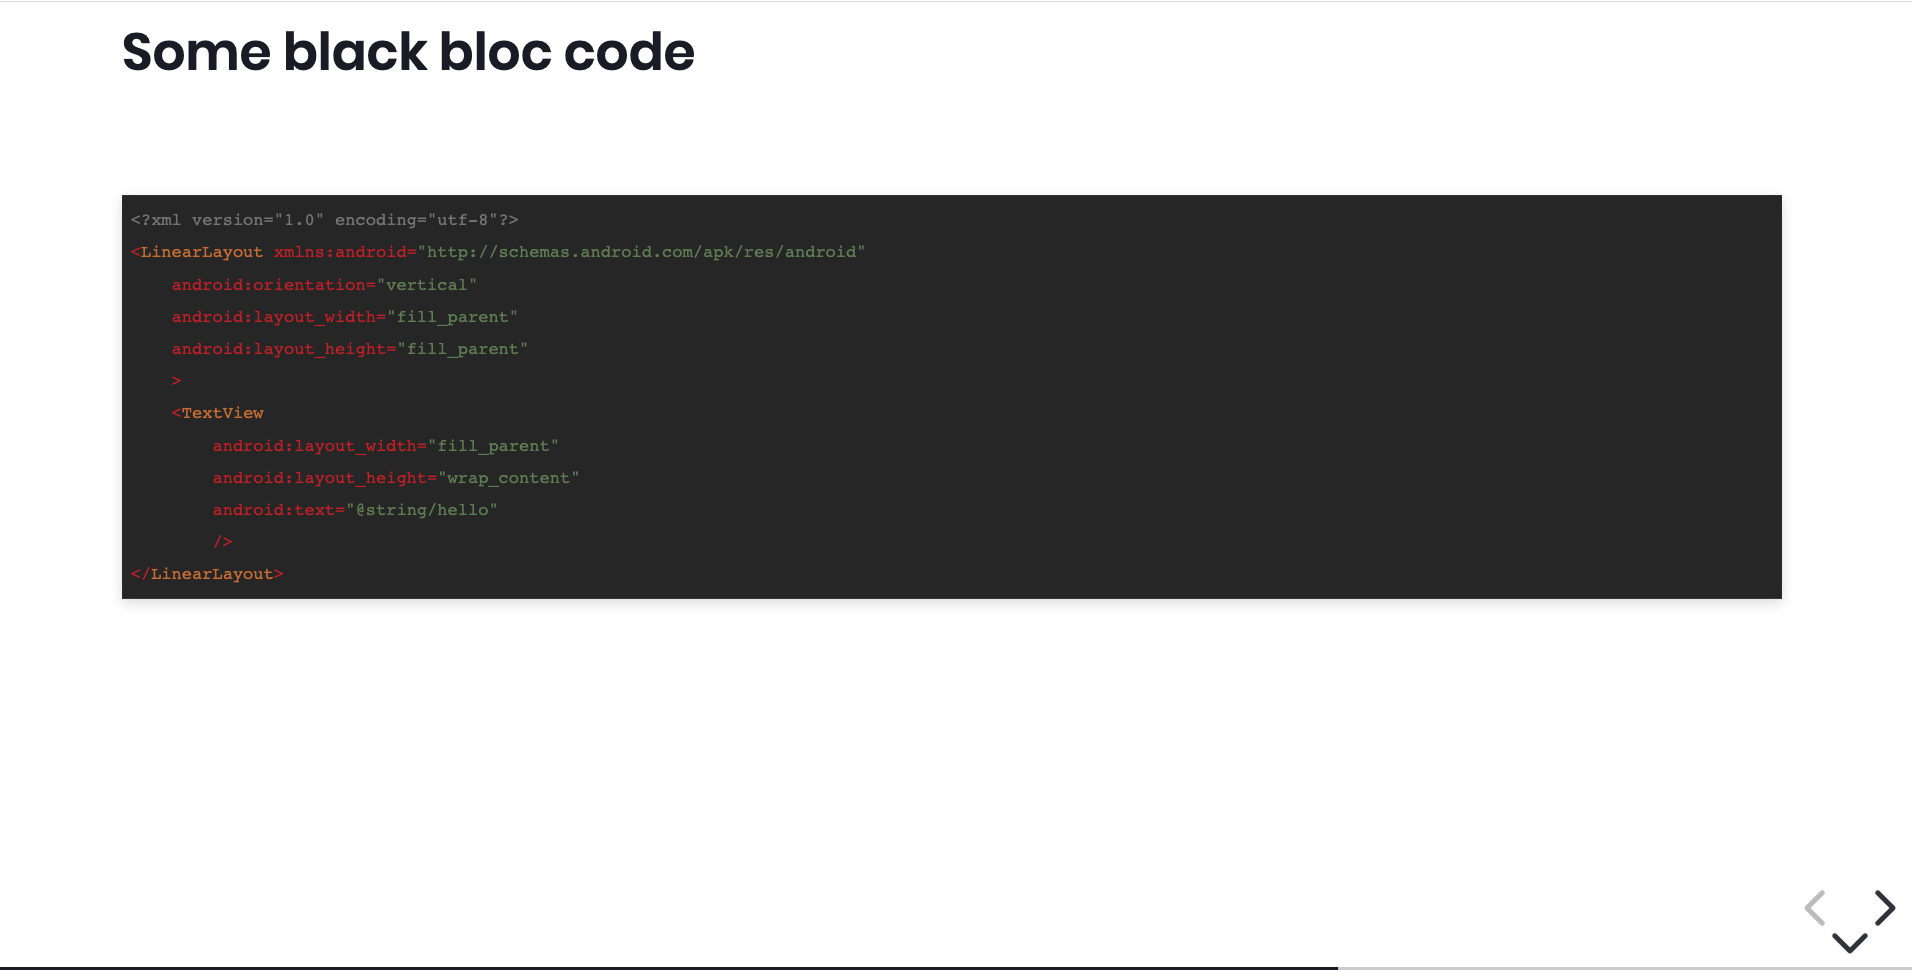 Some black bloc code
<?xml version="1.0" encoding="utf-8"?>
<LinearLayout xmlns:android="http://schemas.android.com/apk/res/android"
    android:orientation="vertical"
    android:layout_width="fill_parent"
    android:layout_height="fill_parent"
    >
    <TextView
        android:layout_width="fill_parent"
        android:layout_height="wrap_content"
        android:text="@string/hello"
        />
</LinearLayout>